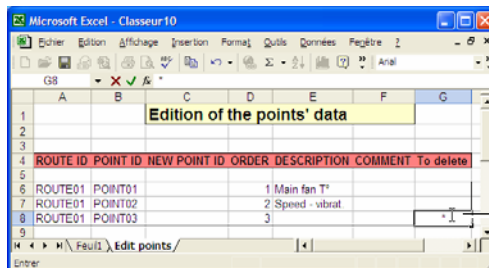 Microsoft Excel - Classeur10
Fichier Edition Affichage Insertion Format Outils Données Fenêtre ?
Arial
G8 *
A B C D E F G
1 Edition of the points' data
2
3
4 ROUTE ID POINT ID NEW POINT ID ORDER DESCRIPTION COMMENT To delete
5
6 ROUTE01 POINT01 1 Main fan T°
7 ROUTE01 POINT02 2 Speed - vibrat.
8 ROUTE01 POINT03 3 *
9
Feuil1 Edit points
Entrer